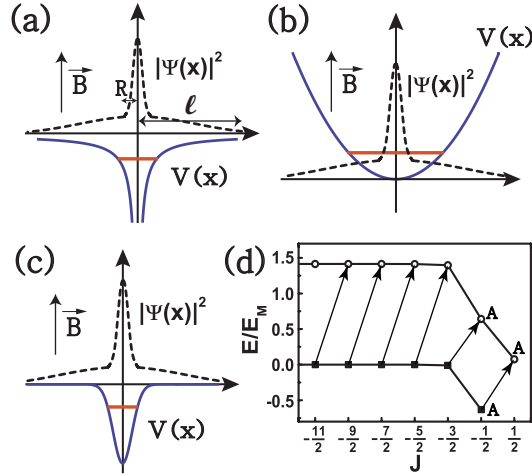 (a)
B
|Ψ(x)|²
R
ℓ
V(x)
(b)
V(x)
B
|Ψ(x)|²
(c)
B
|Ψ(x)|²
V(x)
(d)
E/E_M
1.5
1.0
0.5
0.0
-0.5
A
A
A
A
-11/2 -9/2 -7/2 -5/2 -3/2 -1/2 1/2
J